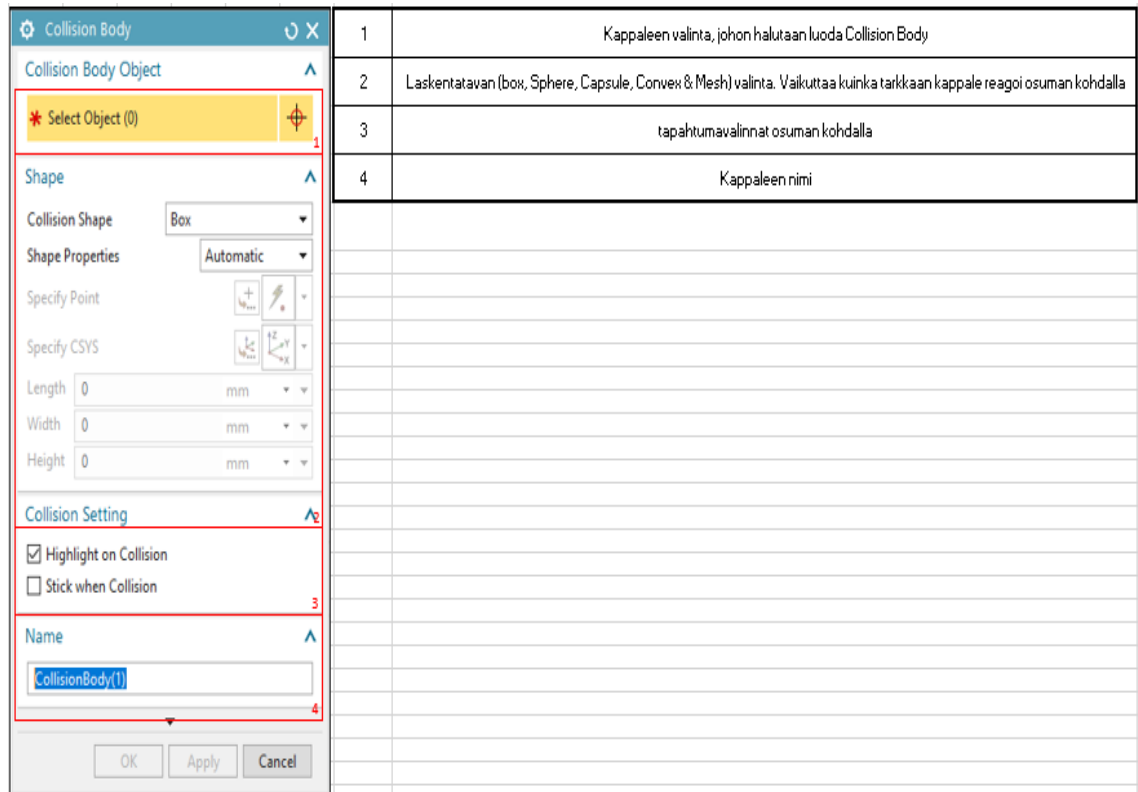 Collision Body
Collision Body Object
* Select Object (0)
1
Shape
Collision Shape Box
Shape Properties Automatic
Specify Point
Specify CSYS
Z
Y
X
Length 0 mm
Width 0 mm
Height 0 mm
Collision Setting
2
Highlight on Collision
Stick when Collision
3
Name
CollisionBody(1)
4
OK Apply Cancel
1 Kappaleen valinta, johon halutaan luoda Collision Body
2 Laskentatavan (box, Sphere, Capsule, Convex & Mesh) valinta. Vaikuttaa kuinka tarkkaan kappale reagoi osuman kohdalla
3 tapahtumavalinnat osuman kohdalla
4 Kappaleen nimi